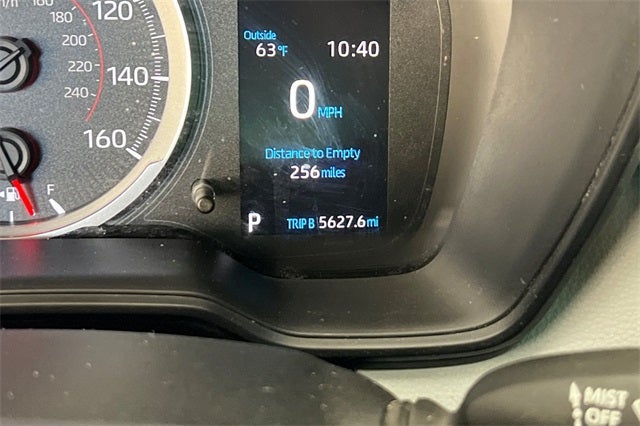 Outside
63°F
10:40
0 MPH
Distance to Empty
256 miles
P
TRIP B 5627.6 mi
160
180
200
220
240
120
140
160
F
MIST
OFF